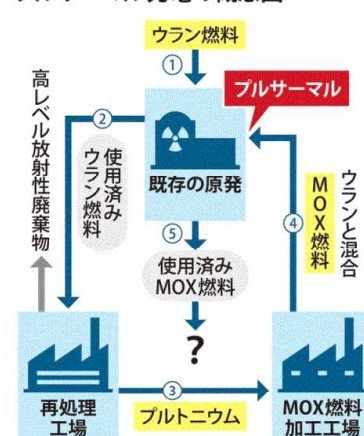 ウラン燃料
①
プルサーマル
高レベル放射性廃棄物
②
使用済み
ウラン燃料
既存の原発
ウランと混合
MOX燃料
④
⑤
使用済み
MOX燃料
?
③
プルトニウム
再処理
工場
MOX燃料
加工工場